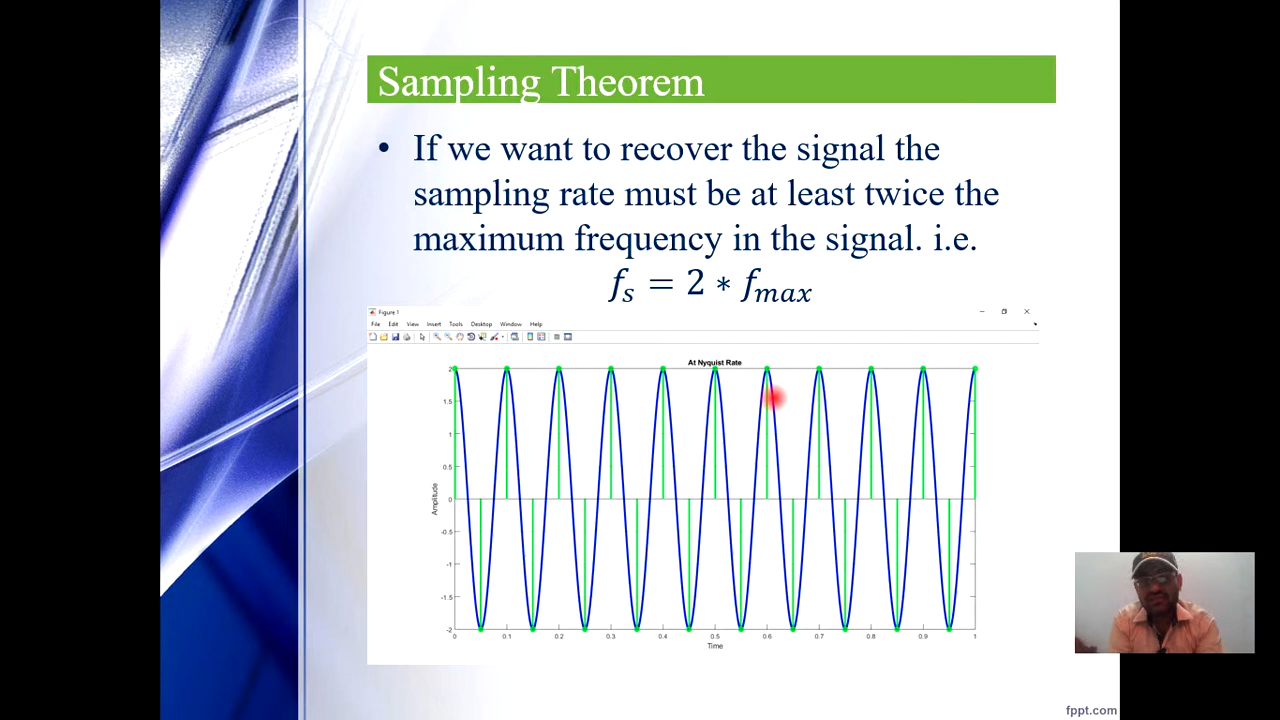 Sampling Theorem
• If we want to recover the signal the
sampling rate must be at least twice the
maximum frequency in the signal. i.e.
fₛ = 2 ∗ fₘₐₓ
Figure 1
File Edit View Insert Tools Desktop Window Help
At Nyquist Rate
2
1.5
1
0.5
0
-0.5
-1
-1.5
-2
Amplitude
0 0.1 0.2 0.3 0.4 0.5 0.6 0.7 0.8 0.9 1
Time
fppt.com